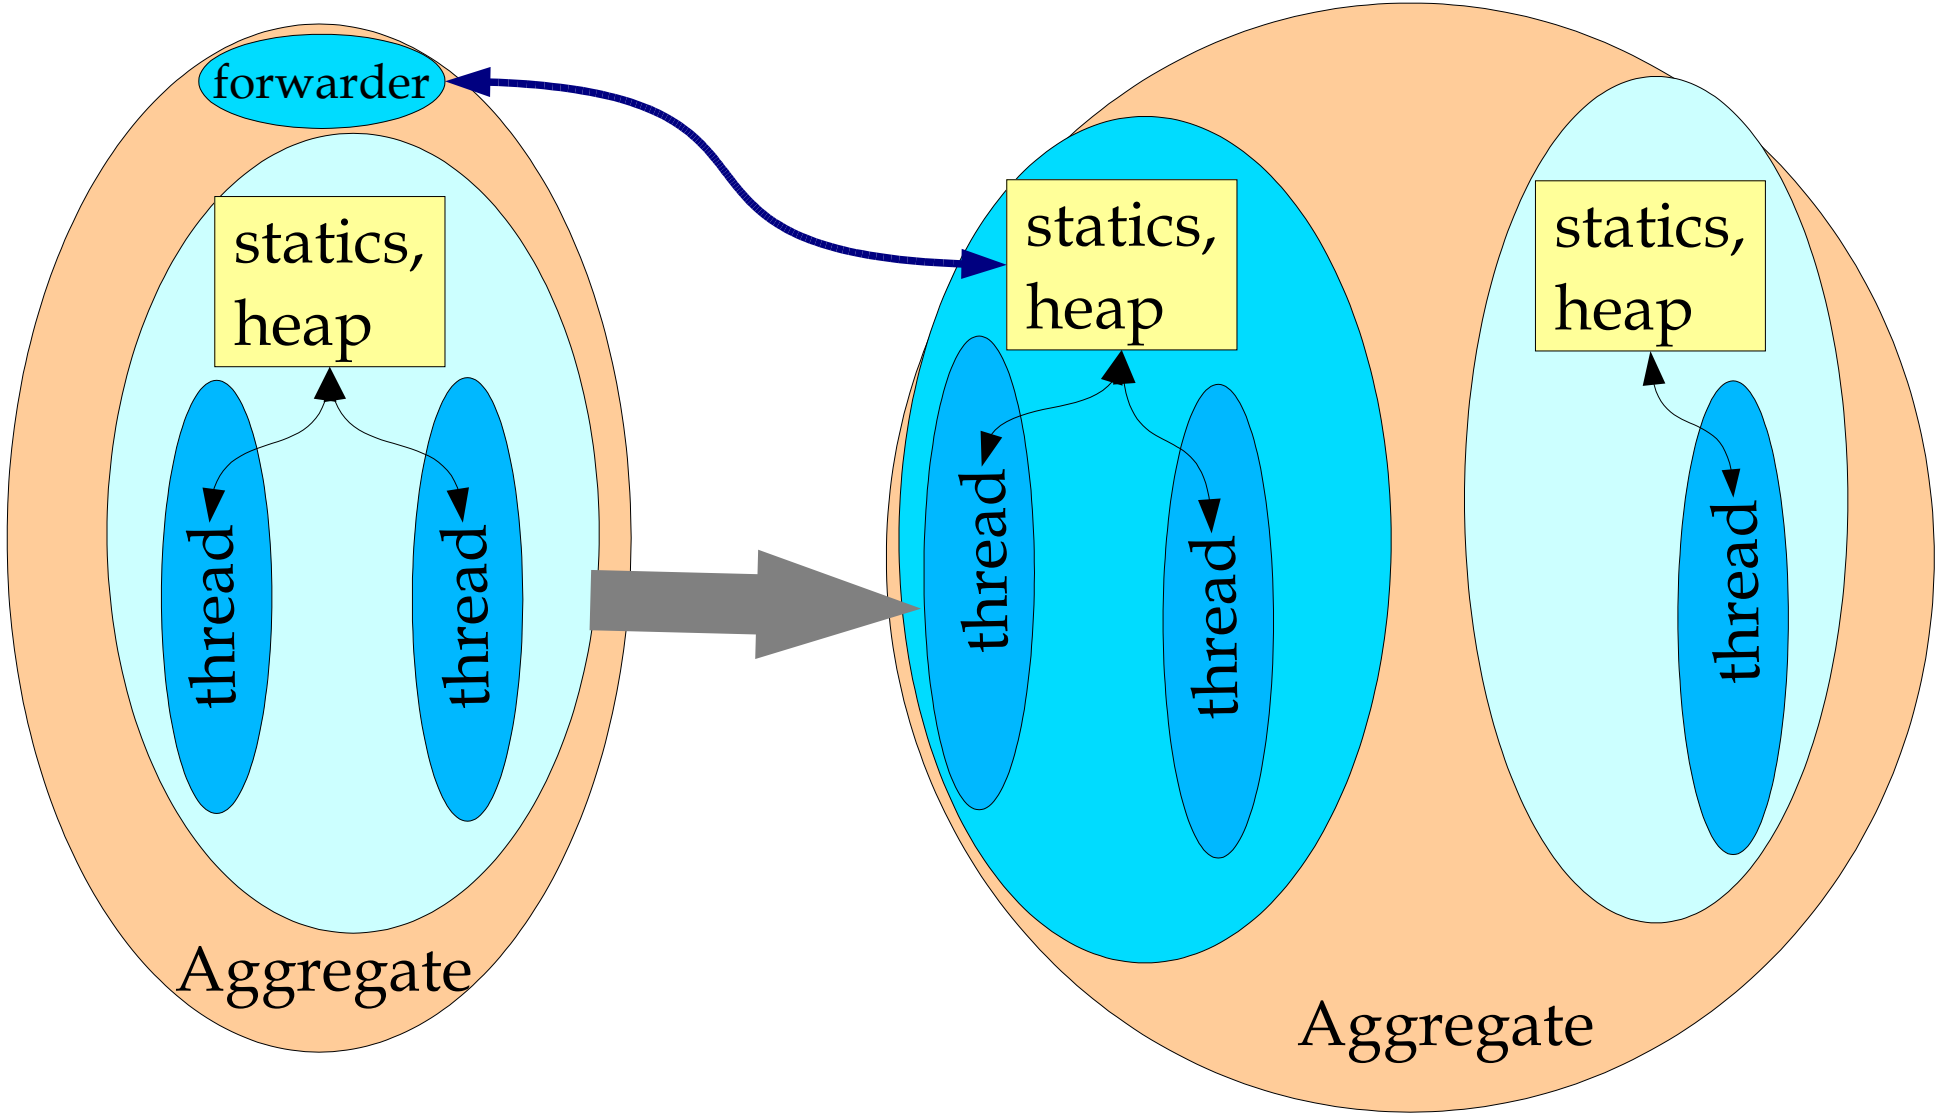 forwarder
statics,
heap
thread
thread
Aggregate
statics,
heap
thread
thread
statics,
heap
thread
Aggregate